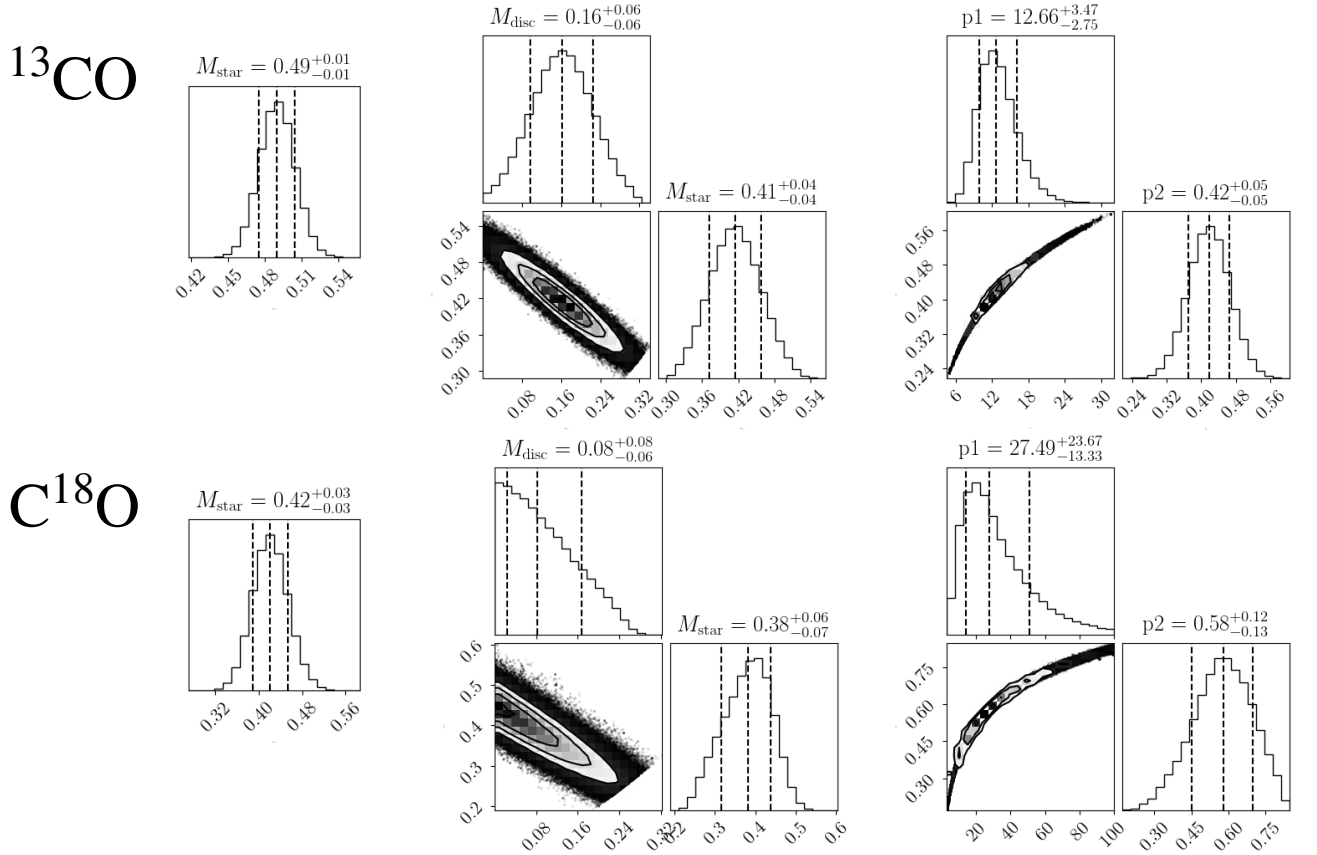 ¹³CO
M_star = 0.49^{+0.01}_{-0.01}
0.42 0.45 0.48 0.51 0.54
M_disc = 0.16^{+0.06}_{-0.06}
M_star = 0.41^{+0.04}_{-0.04}
0.54
0.48
0.42
0.36
0.30
0.08 0.16 0.24 0.32
0.30 0.36 0.42 0.48 0.54
p1 = 12.66^{+3.47}_{-2.75}
p2 = 0.42^{+0.05}_{-0.05}
0.56
0.48
0.40
0.32
0.24
6 12 18 24 30
0.24 0.32 0.40 0.48 0.56
C¹⁸O
M_star = 0.42^{+0.03}_{-0.03}
0.32 0.40 0.48 0.56
M_disc = 0.08^{+0.08}_{-0.06}
M_star = 0.38^{+0.06}_{-0.07}
0.6
0.5
0.4
0.3
0.2
0.08 0.16 0.24 0.32
0.2 0.3 0.4 0.5 0.6
p1 = 27.49^{+23.67}_{-13.33}
p2 = 0.58^{+0.12}_{-0.13}
0.75
0.60
0.45
0.30
20 40 60 80 100
0.30 0.45 0.60 0.75